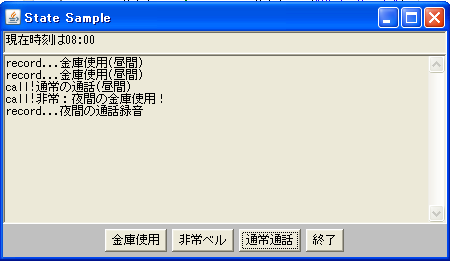 State Sample
現在時刻は08:00
record...金庫使用(昼間)
record...金庫使用(昼間)
call!通常の通話(昼間)
call!非常：夜間の金庫使用！
record...夜間の通話録音
金庫使用 非常ベル 通常通話 終了